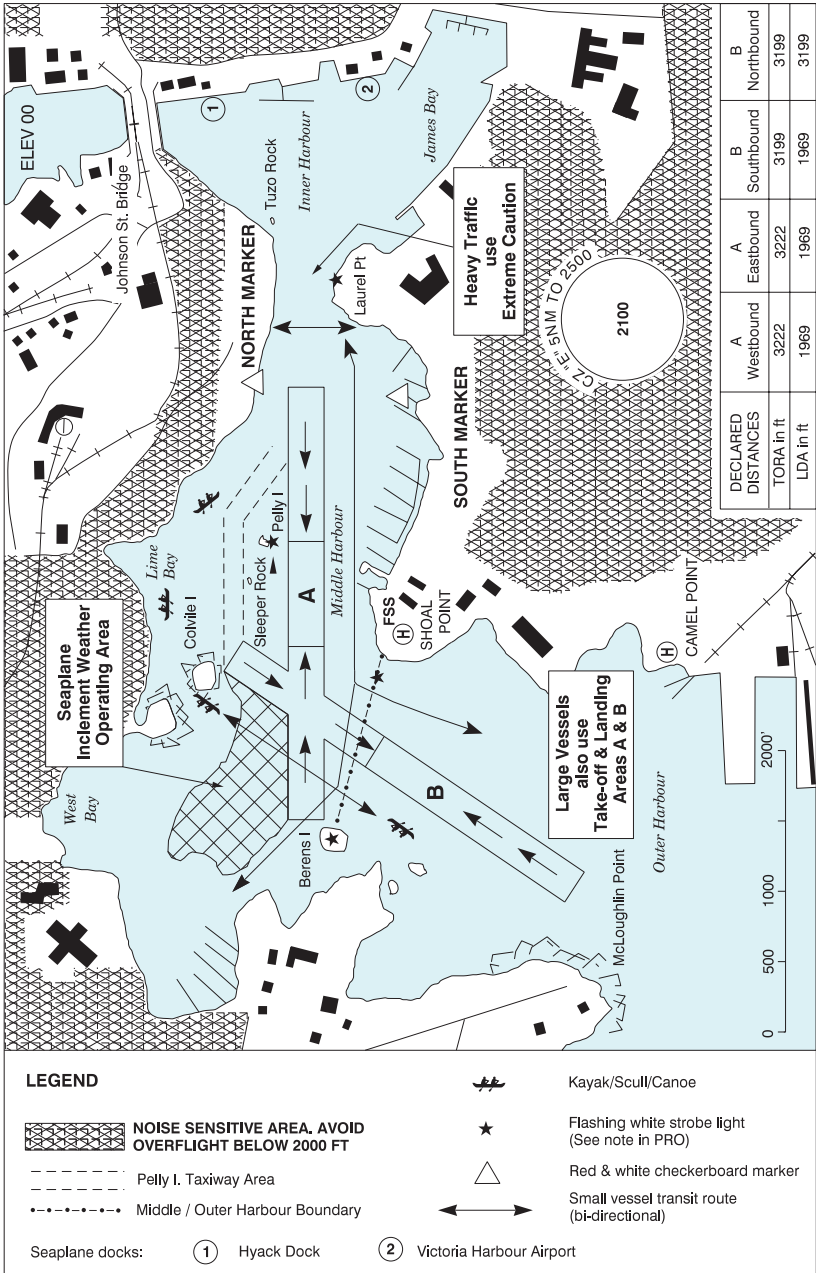 ELEV 00
Johnson St. Bridge
1
2
Tuzo Rock
Inner Harbour
James Bay
NORTH MARKER
Laurel Pt
Heavy Traffic
use
Extreme Caution
SOUTH MARKER
Lime
Bay
Colvile I
Sleeper Rock
Pelly I
A
Middle Harbour
FSS
H
SHOAL
POINT
Seaplane
Inclement Weather
Operating Area
West
Bay
Berens I
B
Large Vessels
also use
Take-off & Landing
Areas A & B
H
CAMEL POINT
Outer Harbour
McLoughlin Point
CZ "E" 5NM TO 2500
2100
0 500 1000 2000'
DECLARED DISTANCES A Westbound A Eastbound B Southbound B Northbound
TORA in ft 3222 3222 3199 3199
LDA in ft 1969 1969 1969 3199
LEGEND
NOISE SENSITIVE AREA. AVOID
OVERFLIGHT BELOW 2000 FT
Pelly I. Taxiway Area
Middle / Outer Harbour Boundary
Kayak/Scull/Canoe
Flashing white strobe light
(See note in PRO)
Red & white checkerboard marker
Small vessel transit route
(bi-directional)
Seaplane docks: 1 Hyack Dock 2 Victoria Harbour Airport